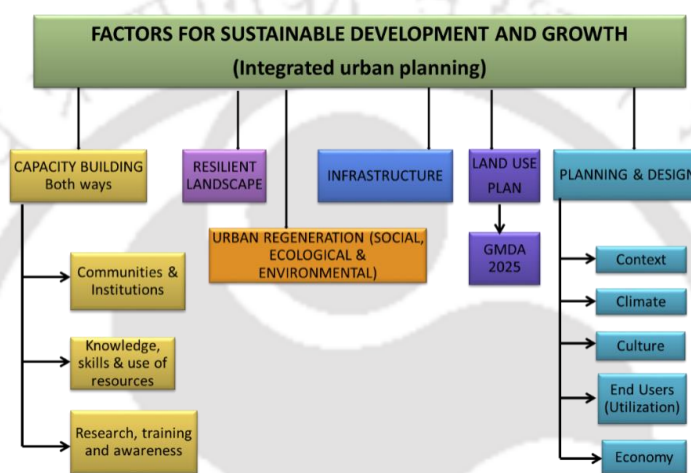 FACTORS FOR SUSTAINABLE DEVELOPMENT AND GROWTH
(Integrated urban planning)
CAPACITY BUILDING
Both ways
RESILIENT
LANDSCAPE
INFRASTRUCTURE
LAND USE
PLAN
PLANNING & DESIGN
URBAN REGENERATION (SOCIAL,
ECOLOGICAL &
ENVIRONMENTAL)
GMDA
2025
Communities &
Institutions
Knowledge,
skills & use of
resources
Research, training
and awareness
Context
Climate
Culture
End Users
(Utilization)
Economy